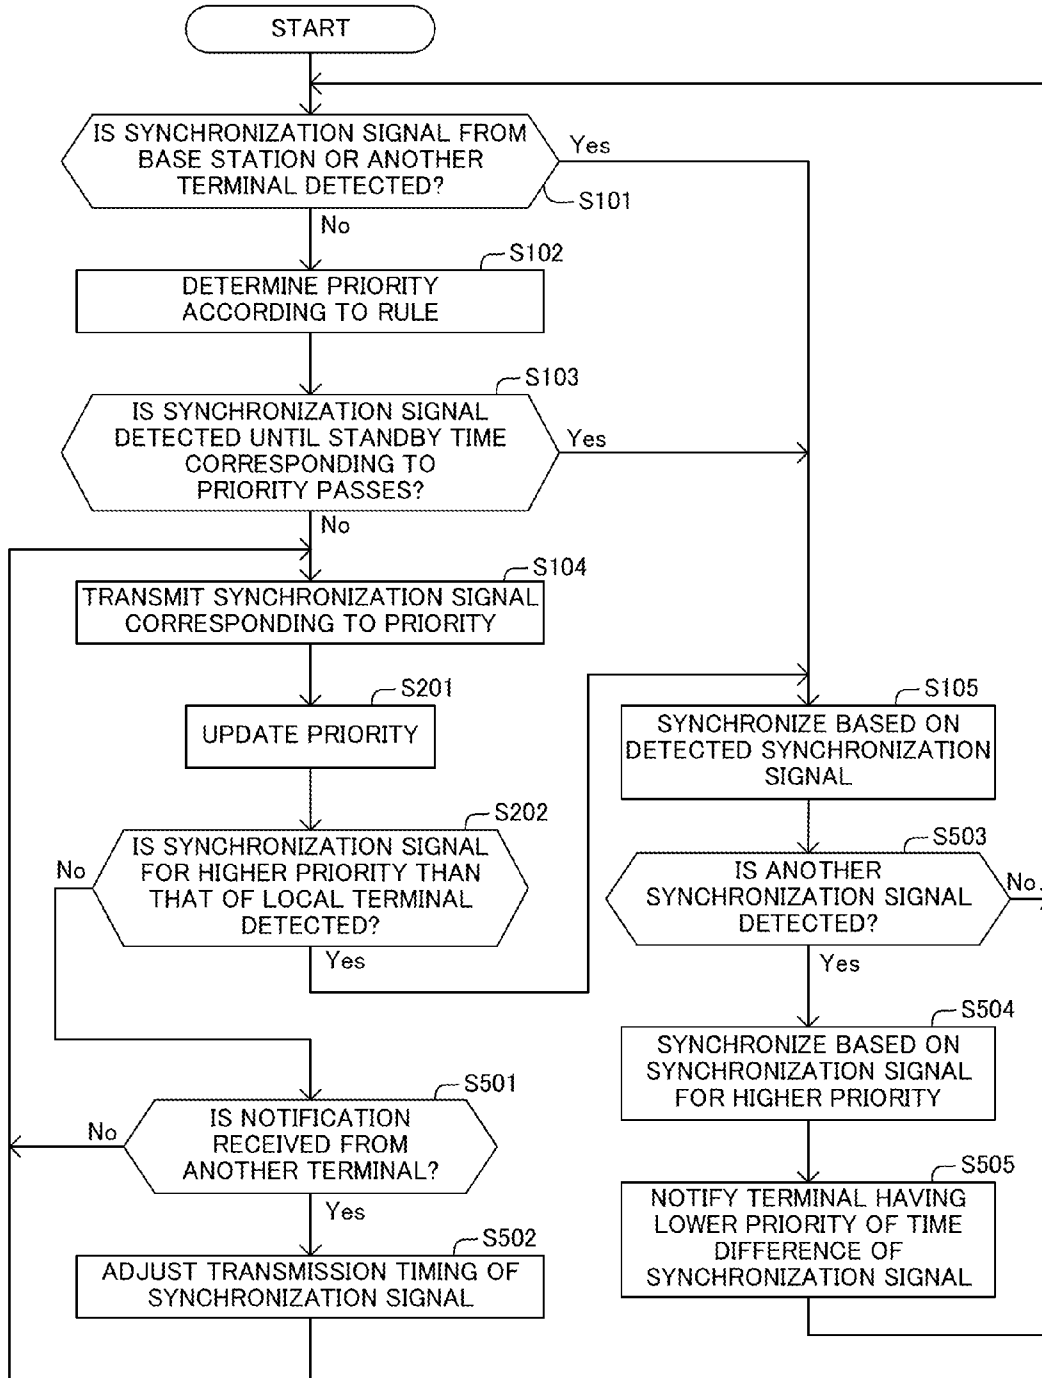 START
IS SYNCHRONIZATION SIGNAL FROM
BASE STATION OR ANOTHER
TERMINAL DETECTED?
Yes
S101
No
S102
DETERMINE PRIORITY
ACCORDING TO RULE
S103
IS SYNCHRONIZATION SIGNAL
DETECTED UNTIL STANDBY TIME
CORRESPONDING TO
PRIORITY PASSES?
Yes
No
S104
TRANSMIT SYNCHRONIZATION SIGNAL
CORRESPONDING TO PRIORITY
S201
UPDATE PRIORITY
S202
IS SYNCHRONIZATION SIGNAL
FOR HIGHER PRIORITY THAN
THAT OF LOCAL TERMINAL
DETECTED?
No
Yes
S501
IS NOTIFICATION
RECEIVED FROM
ANOTHER TERMINAL?
No
Yes
S502
ADJUST TRANSMISSION TIMING OF
SYNCHRONIZATION SIGNAL
S105
SYNCHRONIZE BASED ON
DETECTED SYNCHRONIZATION
SIGNAL
S503
IS ANOTHER
SYNCHRONIZATION SIGNAL
DETECTED?
No
Yes
S504
SYNCHRONIZE BASED ON
SYNCHRONIZATION SIGNAL
FOR HIGHER PRIORITY
S505
NOTIFY TERMINAL HAVING
LOWER PRIORITY OF TIME
DIFFERENCE OF
SYNCHRONIZATION SIGNAL